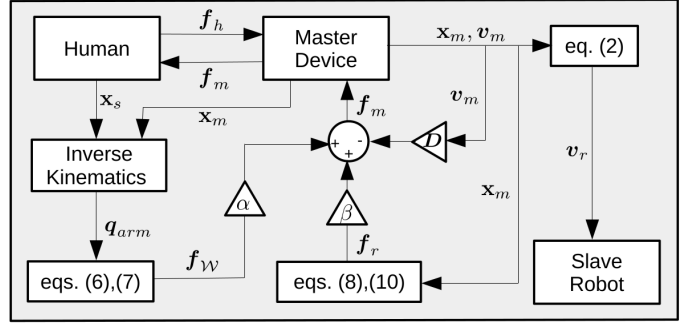 Human
f_h
Master
Device
x_m, v_m
eq. (2)
f_m
x_s
x_m
f_m
v_m
Inverse
Kinematics
+
-
+
D
v_r
x_m
α
β
q_arm
f_W
f_r
eqs. (6),(7)
eqs. (8),(10)
Slave
Robot